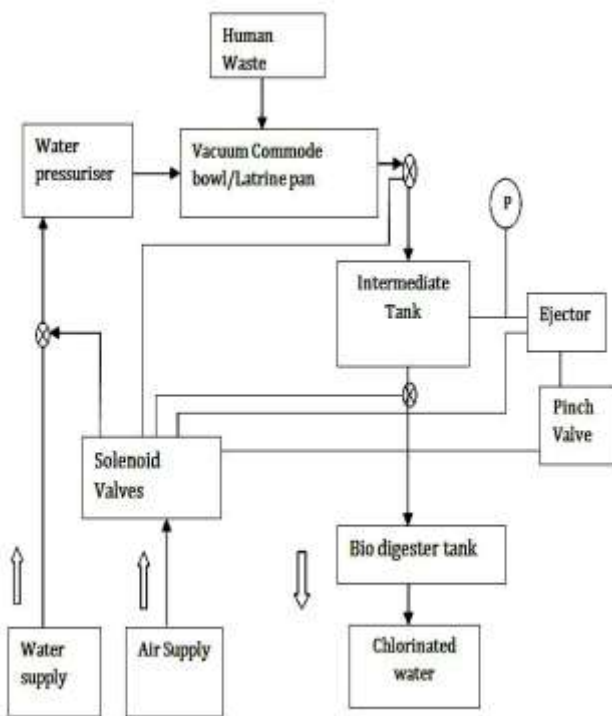 Human
Waste
Water
pressuriser
Vacuum Commode
bowl/Latrine pan
P
Intermediate
Tank
Ejector
Pinch
Valve
Solenoid
Valves
Bio digester tank
Water
supply
Air Supply
Chlorinated
water